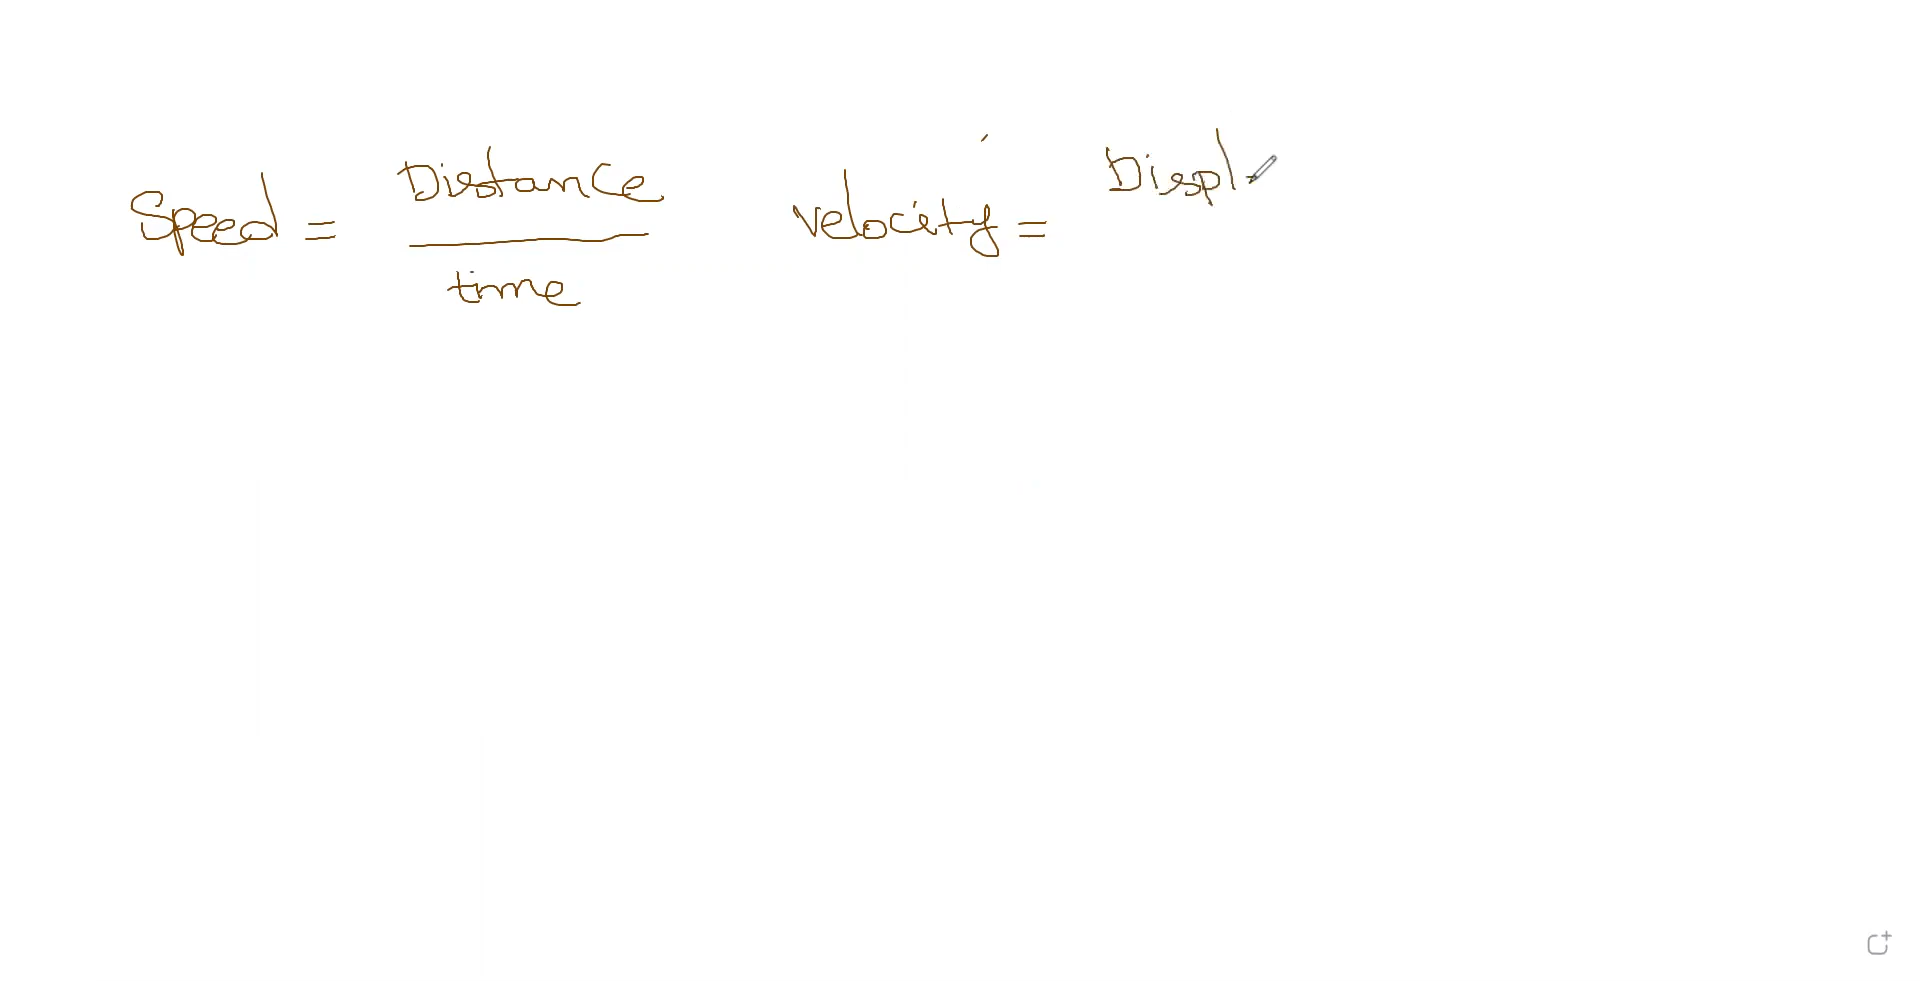 Speed = Distance / time
Velocity = Displ